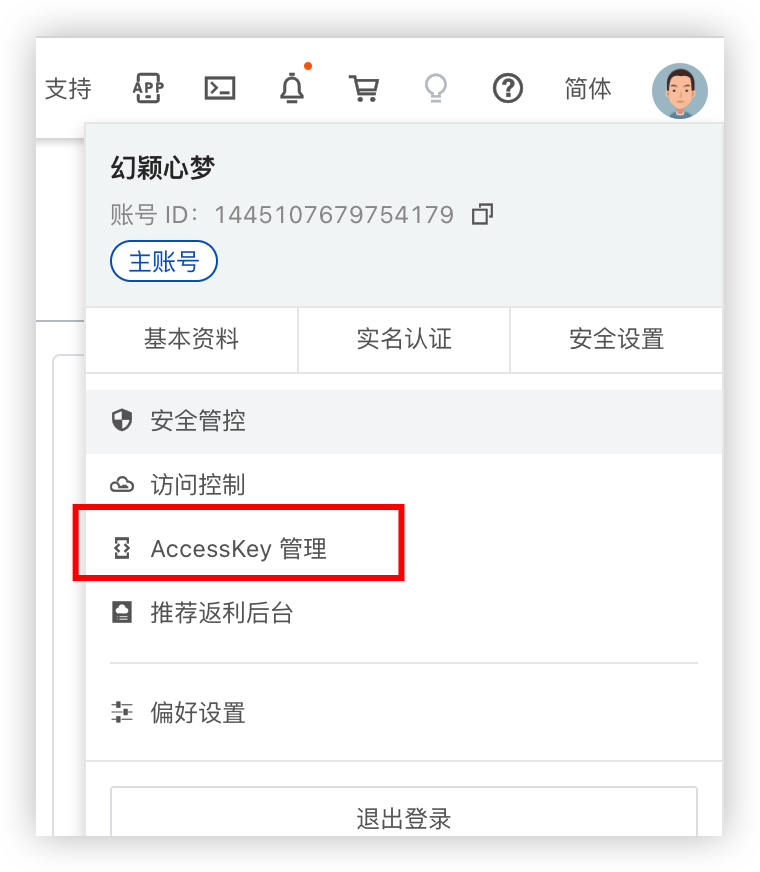 支持 APP 简体
幻颖心梦
账号 ID：1445107679754179
主账号
基本资料 实名认证 安全设置
安全管控
访问控制
AccessKey 管理
推荐返利后台
偏好设置
退出登录